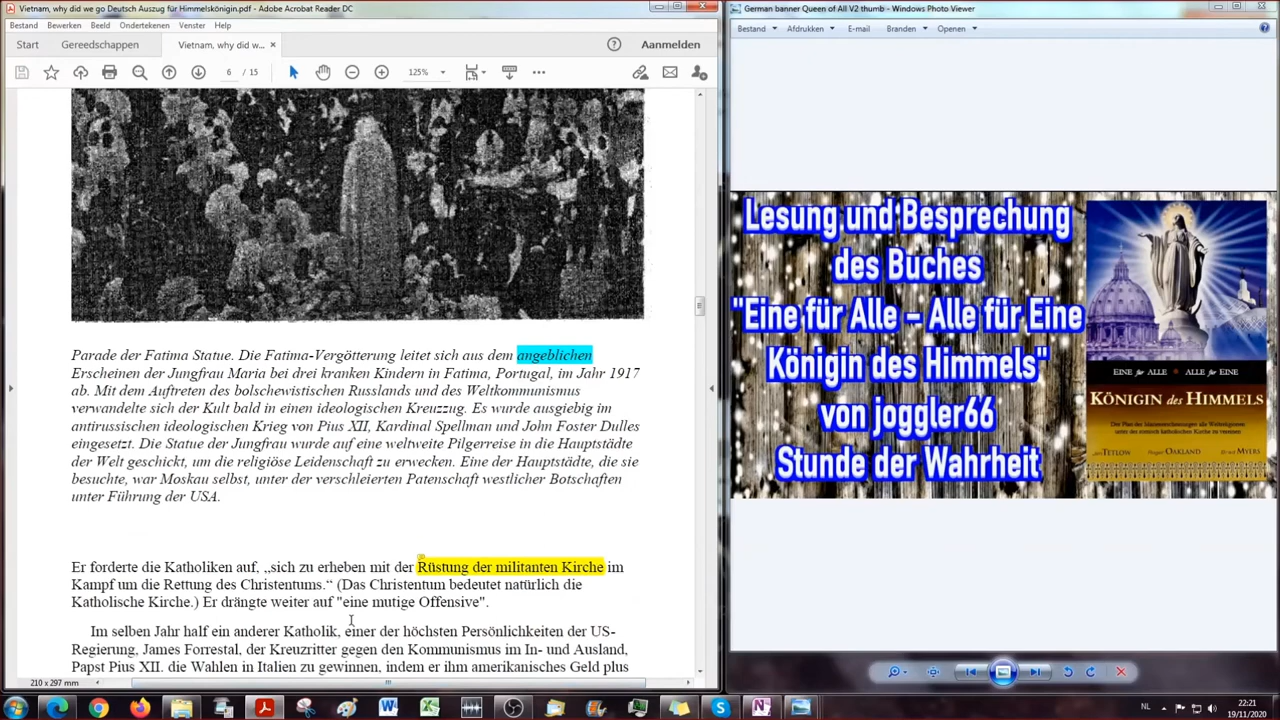 Vietnam, why did we go Deutsch Auszug für Himmelskönigin.pdf - Adobe Acrobat Reader DC
Bestand Bewerken Beeld Ondertekenen Venster Help
Start Gereedschappen Vietnam, why did w... × Aanmelden
6 / 15 125%
Parade der Fatima Statue. Die Fatima-Vergötterung leitet sich aus dem angeblichen
Erscheinen der Jungfrau Maria bei drei kranken Kindern in Fatima, Portugal, im Jahr 1917
ab. Mit dem Auftreten des bolschewistischen Russlands und des Weltkommunismus
verwandelte sich der Kult bald in einen ideologischen Kreuzzug. Es wurde ausgiebig im
antirussischen ideologischen Krieg von Pius XII, Kardinal Spellman und John Foster Dulles
eingesetzt. Die Statue der Jungfrau wurde auf eine weltweite Pilgerreise in die Hauptstädte
der Welt geschickt, um die religiöse Leidenschaft zu erwecken. Eine der Hauptstädte, die sie
besuchte, war Moskau selbst, unter der verschleierten Patenschaft westlicher Botschaften
unter Führung der USA.
Er forderte die Katholiken auf, „sich zu erheben mit der Rüstung der militanten Kirche im
Kampf um die Rettung des Christentums.“ (Das Christentum bedeutet natürlich die
Katholische Kirche.) Er drängte weiter auf "eine mutige Offensive".
Im selben Jahr half ein anderer Katholik, einer der höchsten Persönlichkeiten der US-
Regierung, James Forrestal, der Kreuzritter gegen den Kommunismus im In- und Ausland,
Papst Pius XII. die Wahlen in Italien zu gewinnen, indem er ihm amerikanisches Geld plus
210 x 297 mm
German banner Queen of All V2 thumb - Windows Photo Viewer
Bestand Afdrukken E-mail Branden Openen
Lesung und Besprechung
des Buches
"Eine für Alle – Alle für Eine
Königin des Himmels"
von joggler66
Stunde der Wahrheit
EINE für ALLE ALLE für EINE
KÖNIGIN des HIMMELS
TETLOW OAKLAND MYERS
NL 22:21
19/11/2020